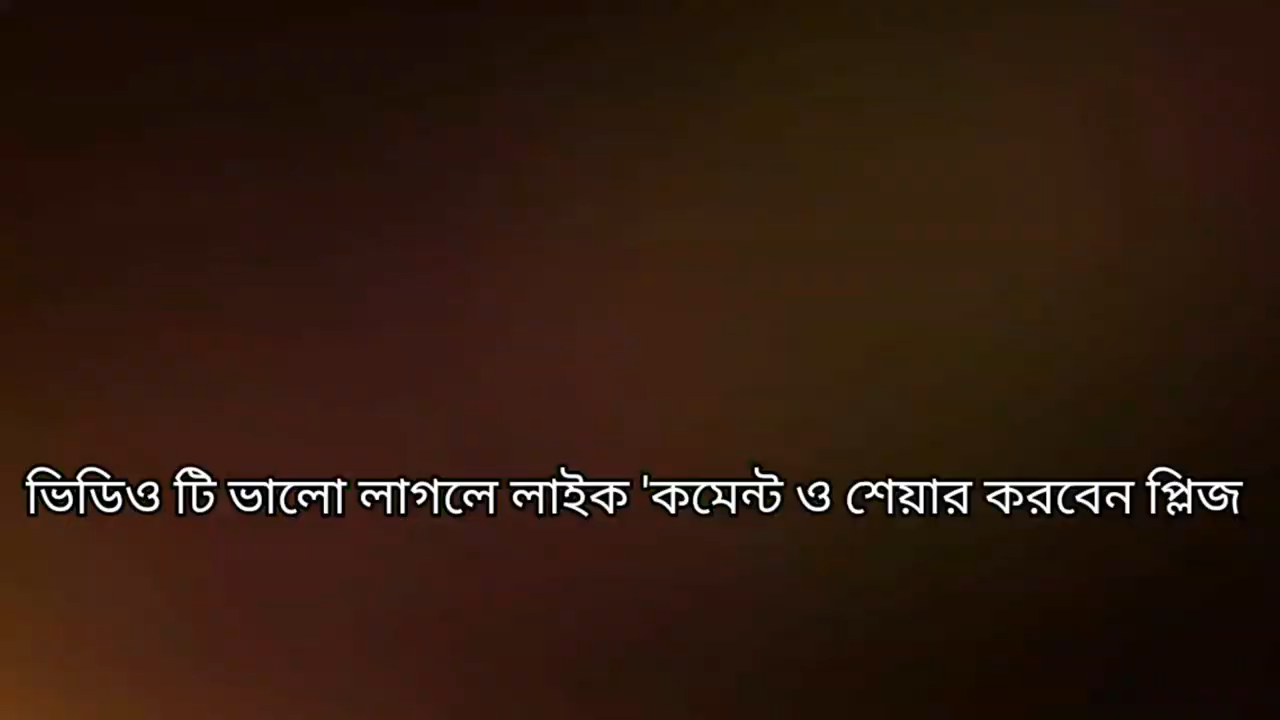 ভিডিও টি ভালো লাগলে লাইক 'কমেন্ট ও শেয়ার করবেন প্লিজ